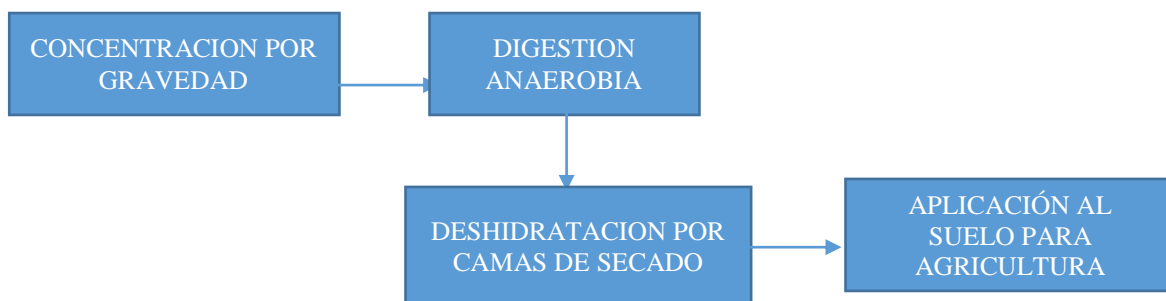 CONCENTRACION POR
GRAVEDAD
DIGESTION
ANAEROBIA
DESHIDRATACION POR
CAMAS DE SECADO
APLICACIÓN AL
SUELO PARA
AGRICULTURA